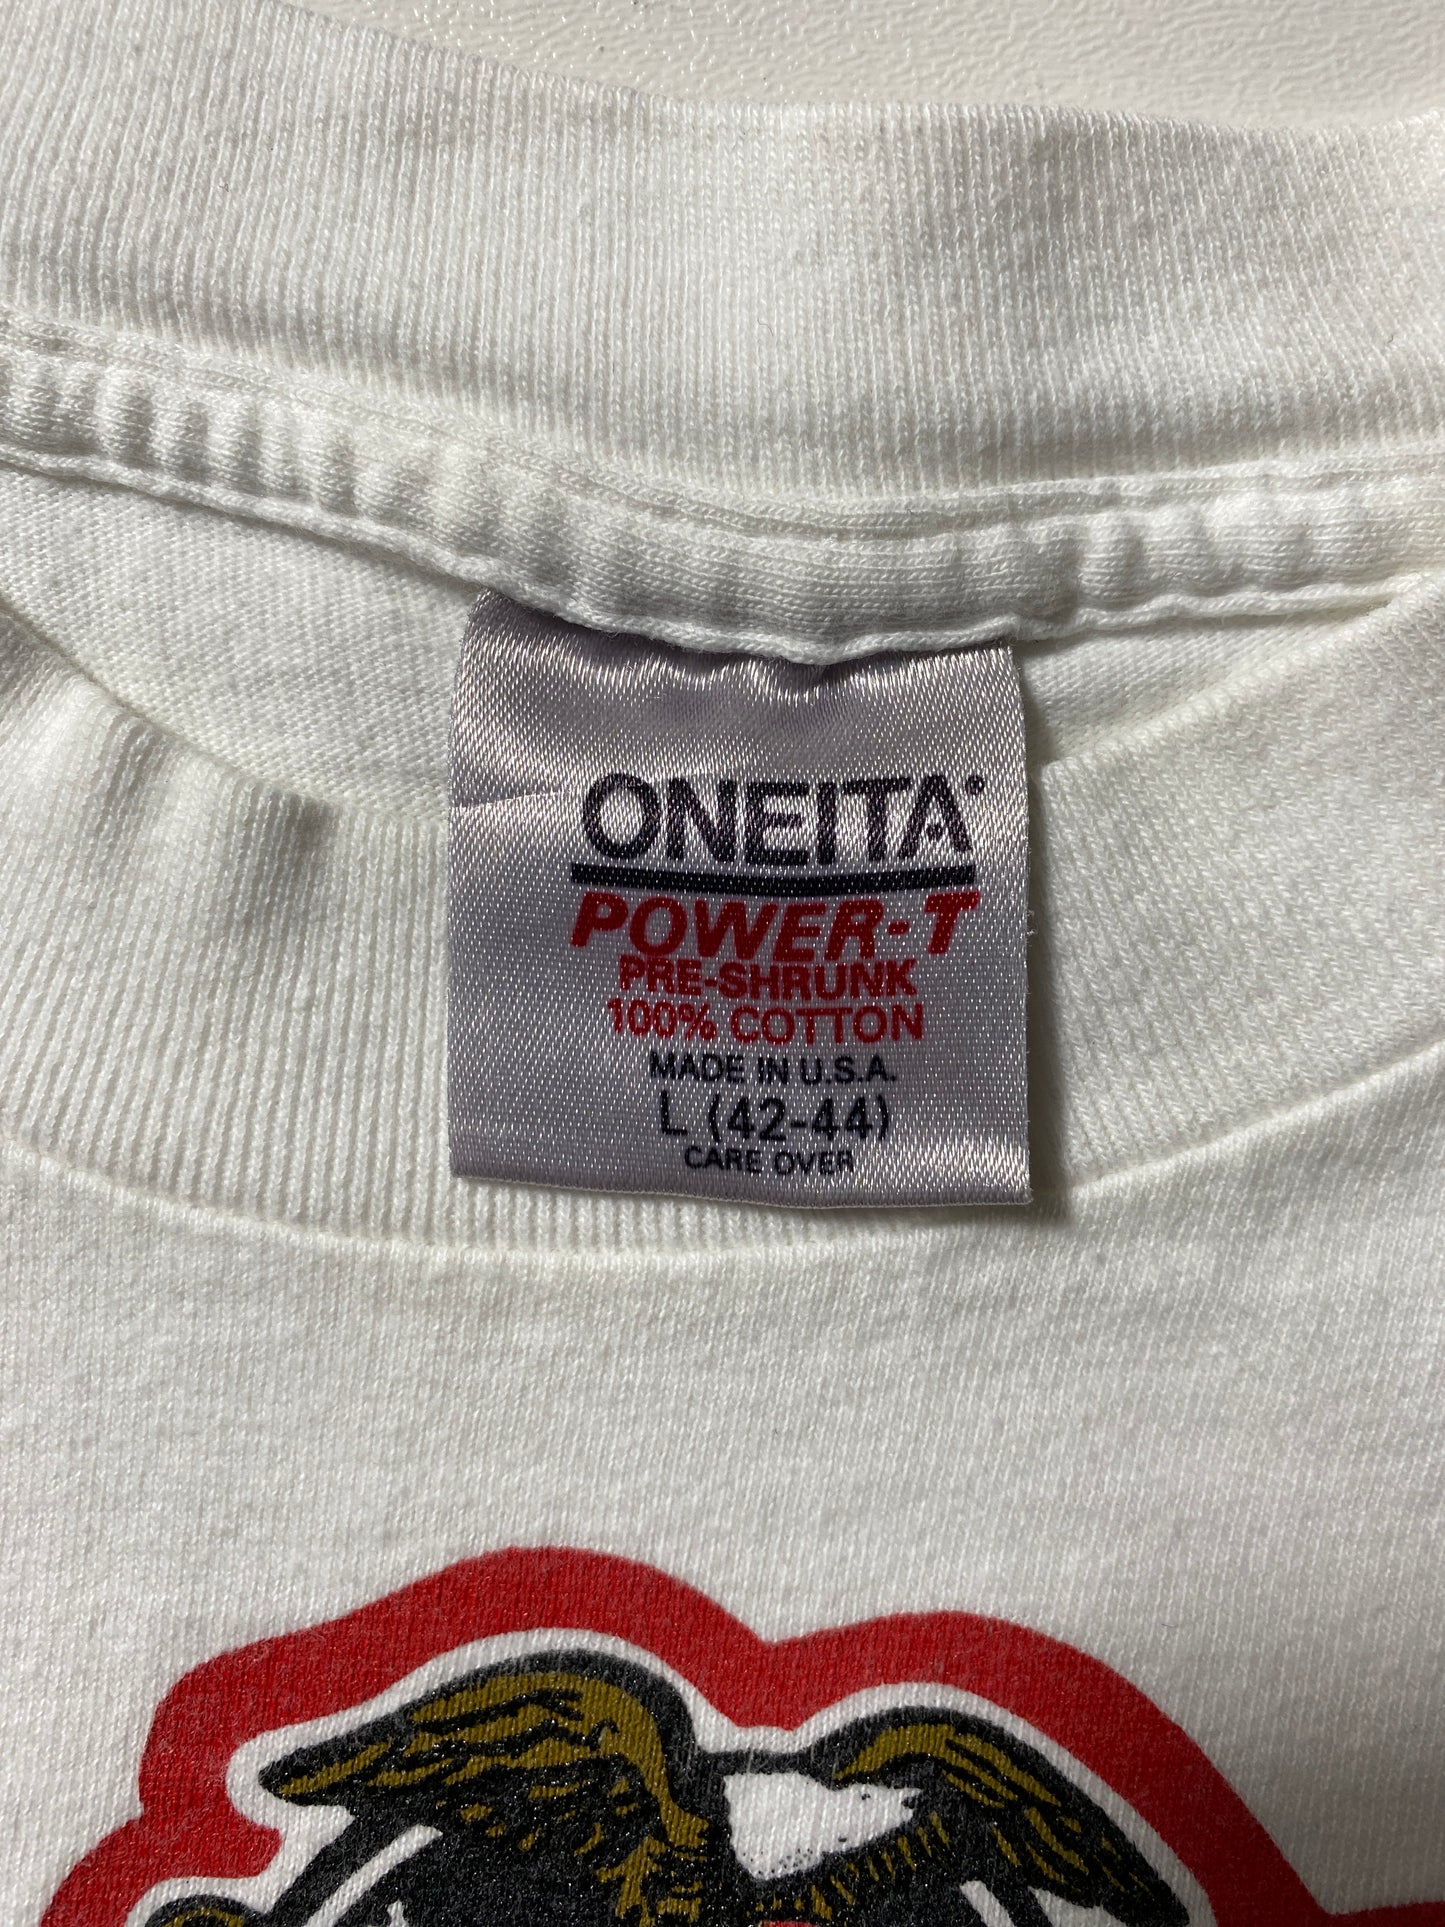 ONEITA®
POWER-T
PRE-SHRUNK
100% COTTON
MADE IN U.S.A.
L (42-44)
CARE OVER